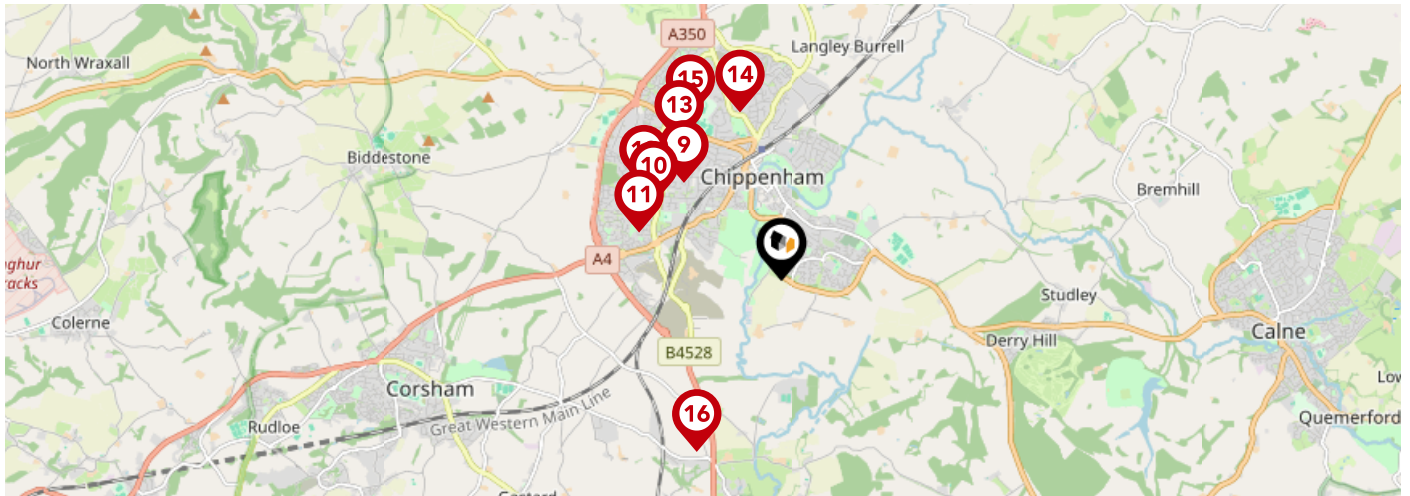 A350
Langley Burrell
North Wraxall
15
14
13
9
10
Biddestone
Chippenham
11
Bremhill
A4
Studley
Colerne
Calne
Derry Hill
B4528
Corsham
Great Western Main Line
16
Rudloe
Quemerford